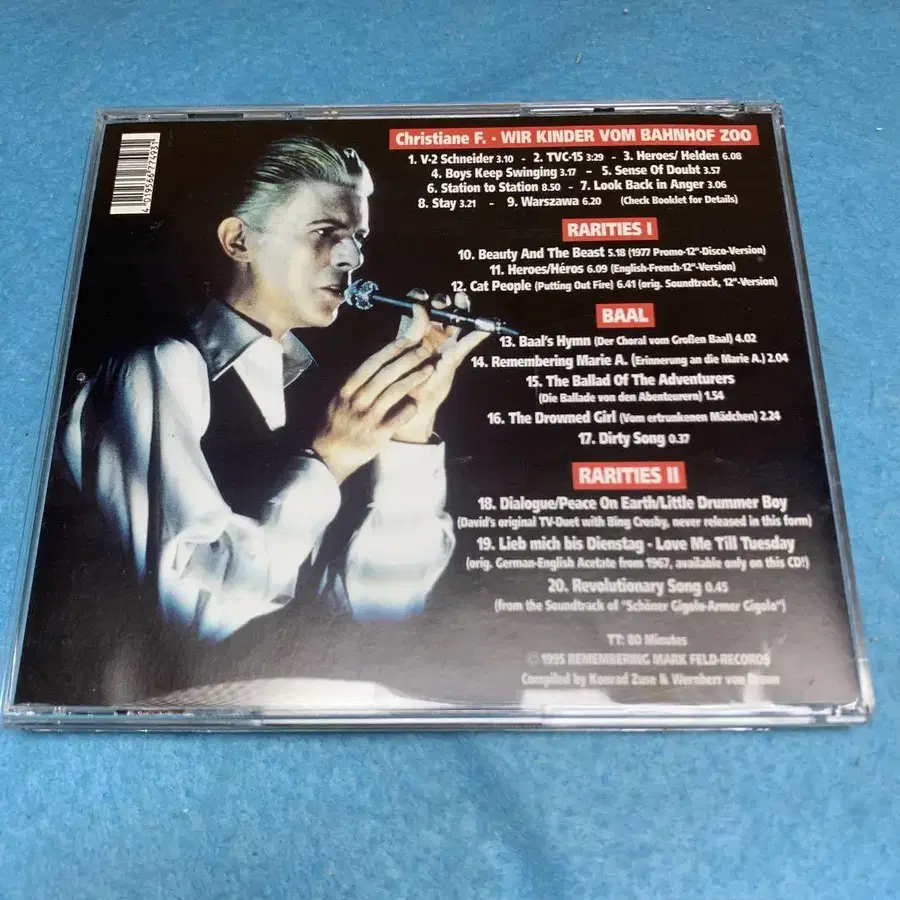 4 019566 774935
Christiane F. - WIR KINDER VOM BAHNHOF ZOO
1. V-2 Schneider 3.10 - 2. TVC-15 3:29 - 3. Heroes/ Helden 6.08
4. Boys Keep Swinging 3.17 - 5. Sense Of Doubt 3.57
6. Station to Station 8.50 - 7. Look Back in Anger 3.06
8. Stay 3.21 - 9. Warszawa 6.20 (Check Booklet for Details)
RARITIES I
10. Beauty And The Beast 5.18 (1977 Promo-12"-Disco-Version)
11. Heroes/Héros 6.09 (English-French-12"-Version)
12. Cat People (Putting Out Fire) 6.41 (orig. Soundtrack, 12"-Version)
BAAL
13. Baal's Hymn (Der Choral vom Großen Baal) 4.02
14. Remembering Marie A. (Erinnerung an die Marie A.) 2.04
15. The Ballad Of The Adventurers
(Die Ballade von den Abenteurern) 1.54
16. The Drowned Girl (Vom ertrunkenen Mädchen) 2.24
17. Dirty Song 0.37
RARITIES II
18. Dialogue/Peace On Earth/Little Drummer Boy
(David's original TV-Duet with Bing Crosby, never released in this form)
19. Lieb mich bis Dienstag - Love Me Till Tuesday
(orig. German-English Acetate from 1967, available only on this CD!)
20. Revolutionary Song 0.45
(from the Soundtrack of "Schöner Gigolo-Armer Gigolo")
TT: 80 Minutes
© 1995 REMEMBERING MARK FELD-RECORDS
Compiled by Konrad Zuse & Wernherr von Braun